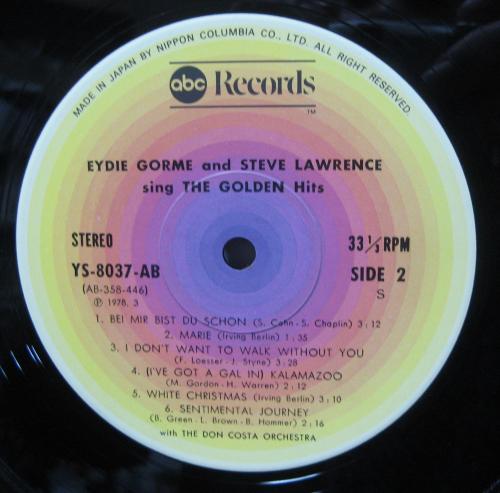 MADE IN JAPAN BY NIPPON COLUMBIA CO., LTD. ALL RIGHT RESERVED.
abc Records
TM
EYDIE GORME and STEVE LAWRENCE
sing THE GOLDEN Hits
STEREO
33 1/3 RPM
YS-8037-AB
SIDE 2
(AB-358-446)
S
Ⓟ 1978. 3
1. BEI MIR BIST DU SCHON (S. Cahn - S. Chaplin) 3:12
2. MARIE (Irving Berlin) 1:35
3. I DON'T WANT TO WALK WITHOUT YOU
(F. Loesser - J. Styne) 3:28
4. (I'VE GOT A GAL IN) KALAMAZOO
(M. Gordon - H. Warren) 2:12
5. WHITE CHRISTMAS (Irving Berlin) 3:10
6. SENTIMENTAL JOURNEY
(B. Green - L. Brown - B. Hommer) 2:16
with THE DON COSTA ORCHESTRA